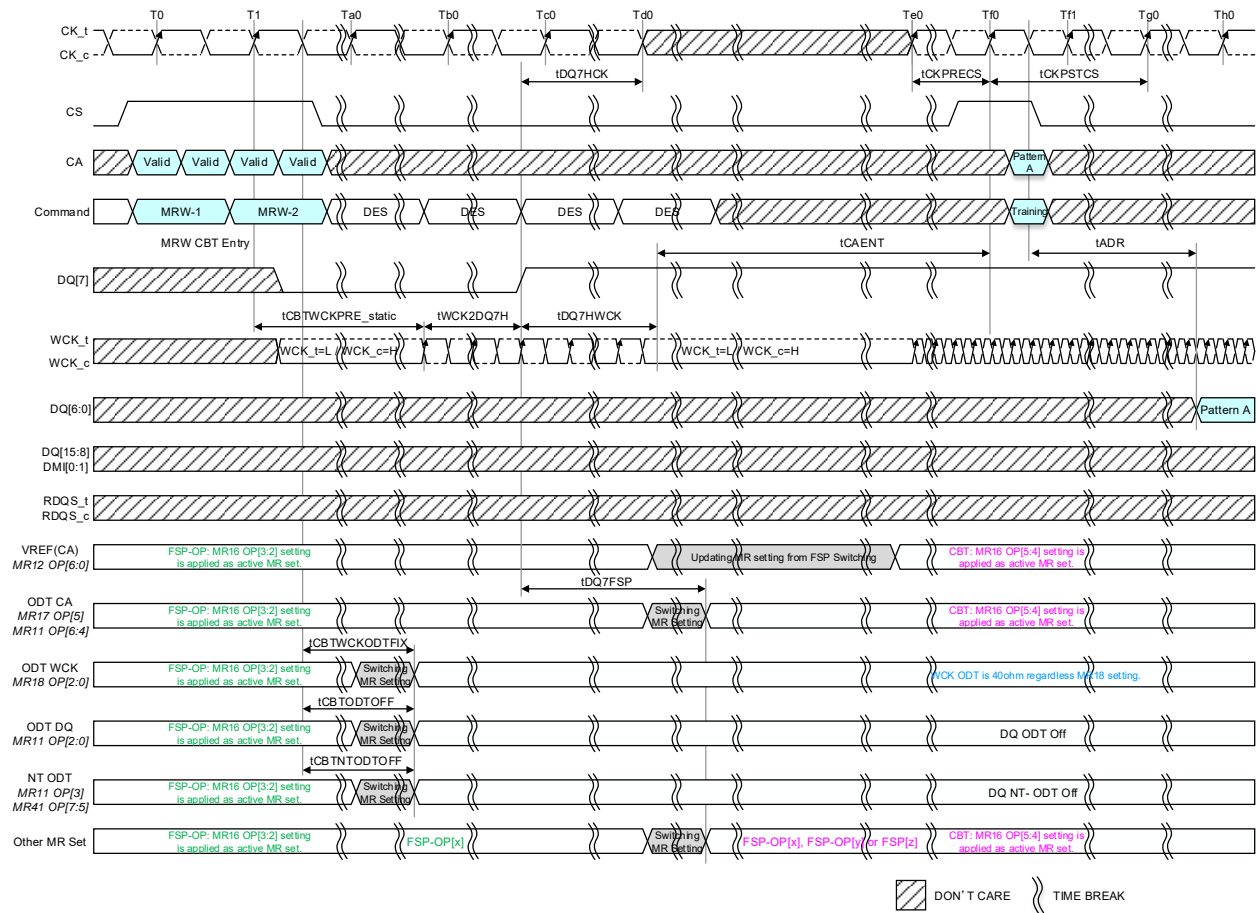 T0 T1 Ta0 Tb0 Tc0 Td0 Te0 Tf0 Tf1 Tg0 Th0
CK_t
CK_c
tDQ7HCK tCKPRECS tCKPSTCS
CS
CA Valid Valid Valid Valid Pattern A
Command MRW-1 MRW-2 DES DES DES DES Training
MRW CBT Entry tCAENT tADR
DQ[7]
tCBTWCKPRE_static tWCK2DQ7H tDQ7HWCK
WCK_t
WCK_t=L / WCK_c=H WCK_t=L / WCK_c=H
WCK_c
DQ[6:0] Pattern A
DQ[15:8]
DMI[0:1]
RDQS_t
RDQS_c
VREF(CA) FSP-OP: MR16 OP[3:2] setting Updating MR setting from FSP Switching CBT: MR16 OP[5:4] setting is
MR12 OP[6:0] is applied as active MR set. applied as active MR set.
tDQ7FSP
ODT CA FSP-OP: MR16 OP[3:2] setting Switching CBT: MR16 OP[5:4] setting is
MR17 OP[5] is applied as active MR set. MR Setting applied as active MR set.
MR11 OP[6:4]
tCBTWCKODTFIX
ODT WCK FSP-OP: MR16 OP[3:2] setting Switching WCK ODT is 40ohm regardless MR18 setting.
MR18 OP[2:0] is applied as active MR set. MR Setting
tCBTODTOFF
ODT DQ FSP-OP: MR16 OP[3:2] setting Switching DQ ODT Off
MR11 OP[2:0] is applied as active MR set. MR Setting
tCBTNTODTOFF
NT ODT FSP-OP: MR16 OP[3:2] setting Switching DQ NT- ODT Off
MR11 OP[3] is applied as active MR set. MR Setting
MR41 OP[7:5]
Other MR Set FSP-OP: MR16 OP[3:2] setting FSP-OP[x] Switching FSP-OP[x], FSP-OP[y] or FSP[z] CBT: MR16 OP[5:4] setting is
is applied as active MR set. MR Setting applied as active MR set.
DON'T CARE TIME BREAK